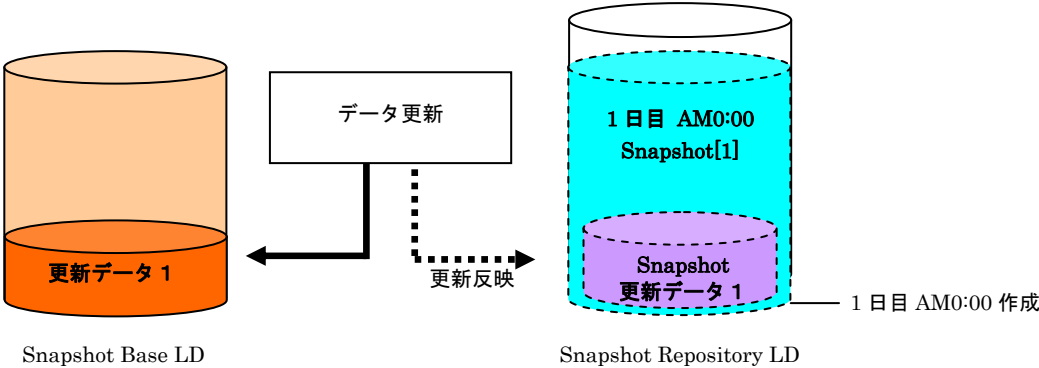 データ更新
1日目 AM0:00
Snapshot[1]
更新データ1
更新反映
Snapshot
更新データ1
1日目 AM0:00 作成
Snapshot Base LD
Snapshot Repository LD